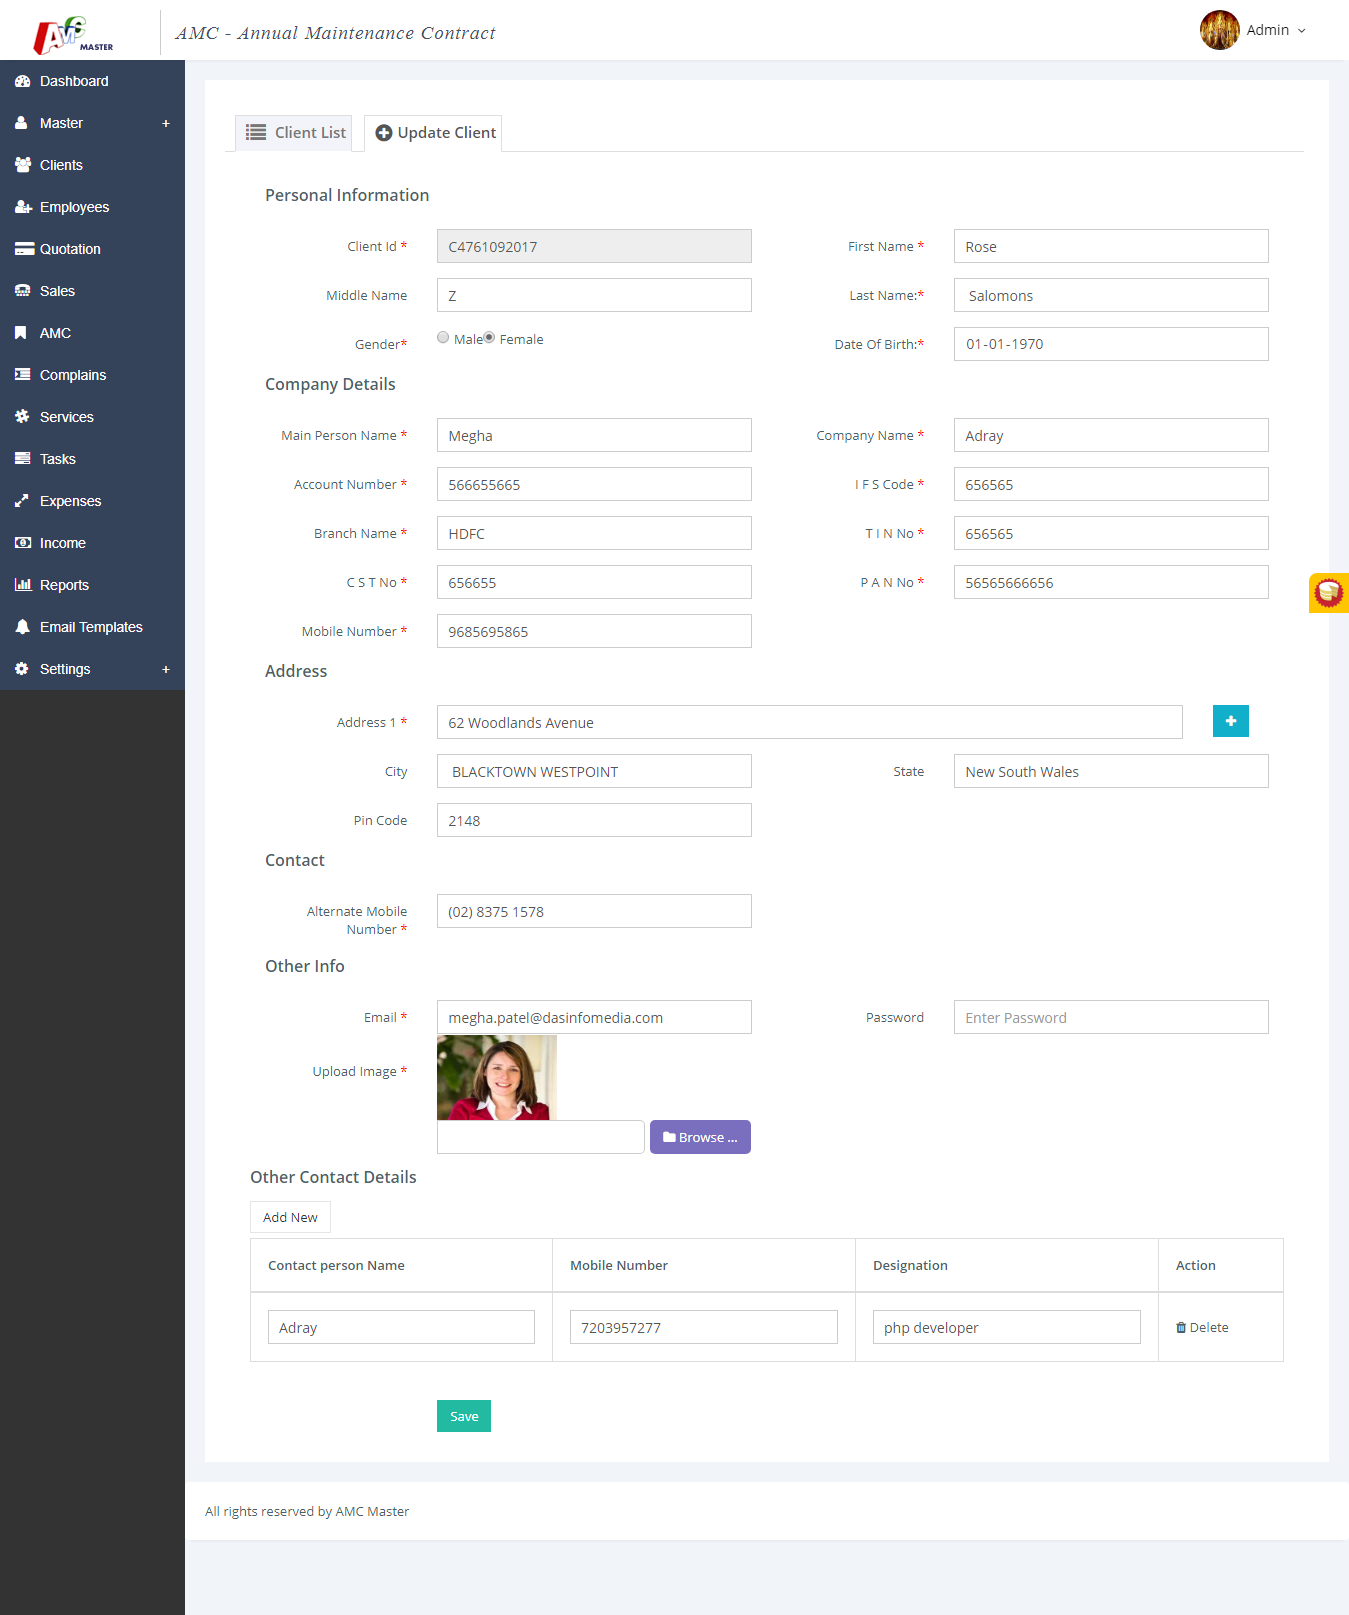 AMC MASTER
AMC - Annual Maintenance Contract
Admin
Dashboard
Master +
Clients
Employees
Quotation
Sales
AMC
Complains
Services
Tasks
Expenses
Income
Reports
Email Templates
Settings +
Client List
Update Client
Personal Information
Client Id * C4761092017
First Name * Rose
Middle Name Z
Last Name:* Salomons
Gender* Male Female
Date Of Birth:* 01-01-1970
Company Details
Main Person Name * Megha
Company Name * Adray
Account Number * 566655665
I F S Code * 656565
Branch Name * HDFC
T I N No * 656565
C S T No * 656655
P A N No * 56565666656
Mobile Number * 9685695865
Address
Address 1 * 62 Woodlands Avenue
City BLACKTOWN WESTPOINT
State New South Wales
Pin Code 2148
Contact
Alternate Mobile
Number * (02) 8375 1578
Other Info
Email * megha.patel@dasinfomedia.com
Password Enter Password
Upload Image *
Browse ...
Other Contact Details
Add New
Contact person Name Mobile Number Designation Action
Adray 7203957277 php developer Delete
Save
All rights reserved by AMC Master